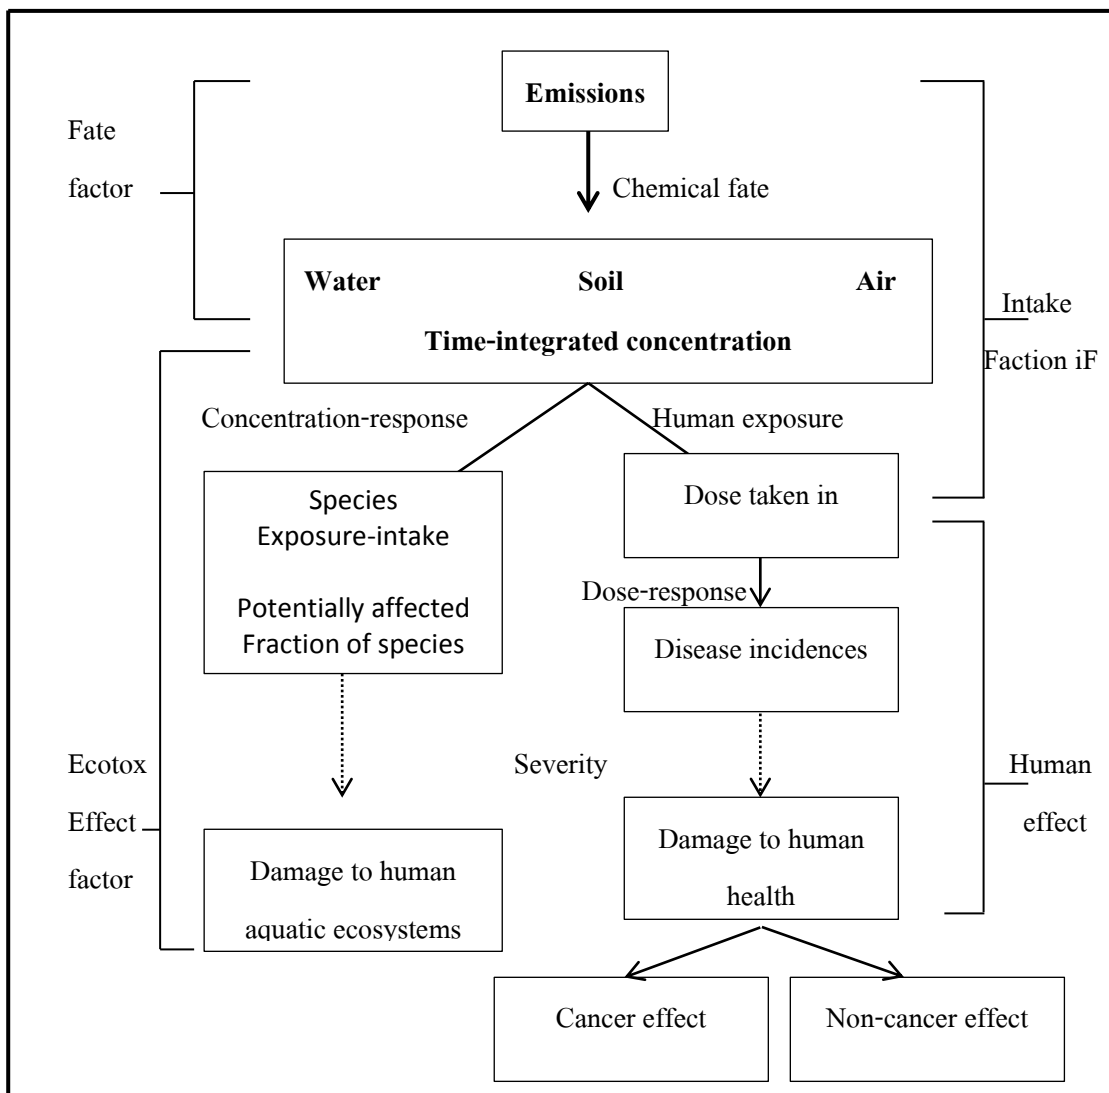 Emissions
Fate
factor
Chemical fate
Water Soil Air
Time-integrated concentration
Intake
Faction iF
Concentration-response
Human exposure
Species
Exposure-intake
Potentially affected
Fraction of species
Dose taken in
Dose-response
Disease incidences
Ecotox
Effect
factor
Severity
Human
effect
Damage to human
aquatic ecosystems
Damage to human
health
Cancer effect
Non-cancer effect